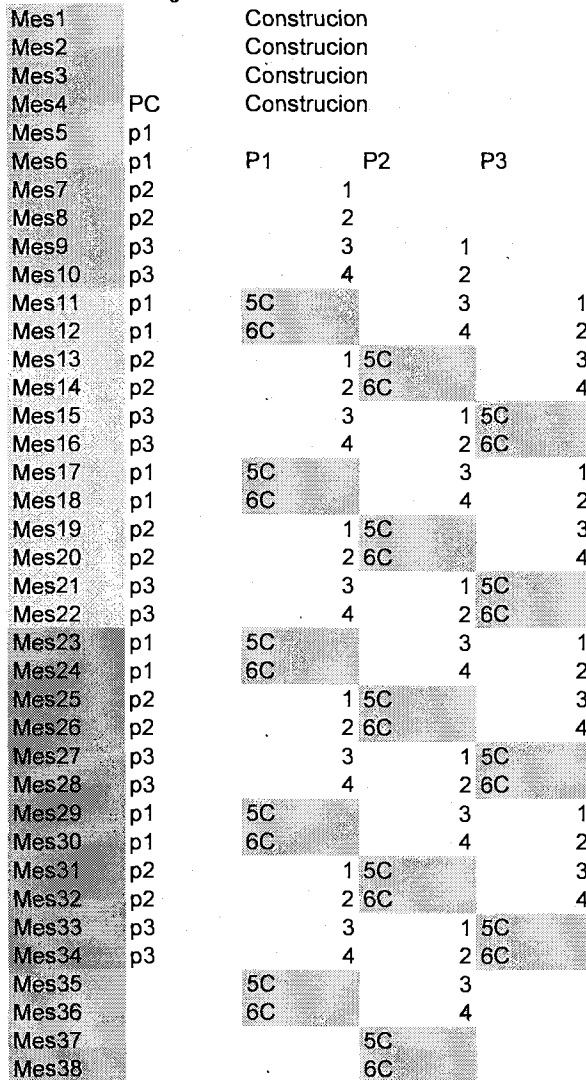 Mes1 Construcion
Mes2 Construcion
Mes3 Construcion
Mes4 PC Construcion
Mes5 p1
Mes6 p1 P1 P2 P3
Mes7 p2 1
Mes8 p2 2
Mes9 p3 3 1
Mes10 p3 4 2
Mes11 p1 5C 3 1
Mes12 p1 6C 4 2
Mes13 p2 1 5C 3
Mes14 p2 2 6C 4
Mes15 p3 3 1 5C
Mes16 p3 4 2 6C
Mes17 p1 5C 3 1
Mes18 p1 6C 4 2
Mes19 p2 1 5C 3
Mes20 p2 2 6C 4
Mes21 p3 3 1 5C
Mes22 p3 4 2 6C
Mes23 p1 5C 3 1
Mes24 p1 6C 4 2
Mes25 p2 1 5C 3
Mes26 p2 2 6C 4
Mes27 p3 3 1 5C
Mes28 p3 4 2 6C
Mes29 p1 5C 3 1
Mes30 p1 6C 4 2
Mes31 p2 1 5C 3
Mes32 p2 2 6C 4
Mes33 p3 3 1 5C
Mes34 p3 4 2 6C
Mes35 5C 3
Mes36 6C 4
Mes37 5C
Mes38 6C